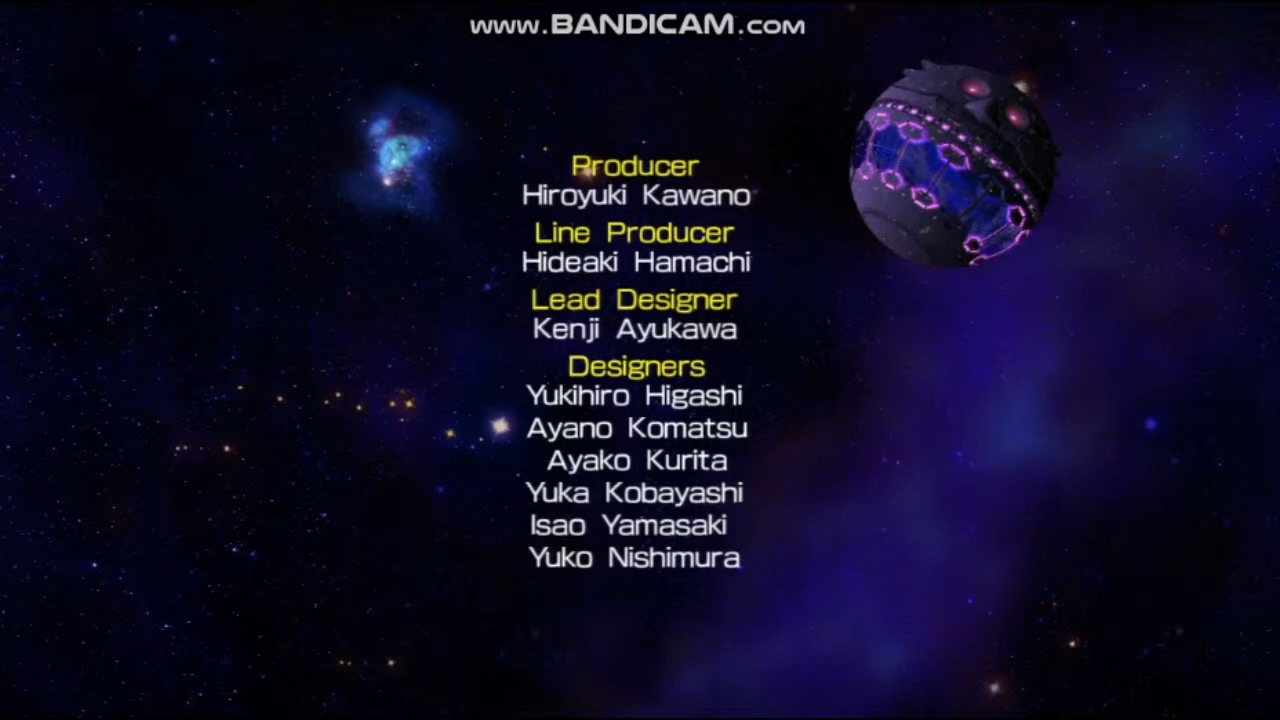 www.BANDICAM.com
Producer
Hiroyuki Kawano
Line Producer
Hideaki Hamachi
Lead Designer
Kenji Ayukawa
Designers
Yukihiro Higashi
Ayano Komatsu
Ayako Kurita
Yuka Kobayashi
Isao Yamasaki
Yuko Nishimura